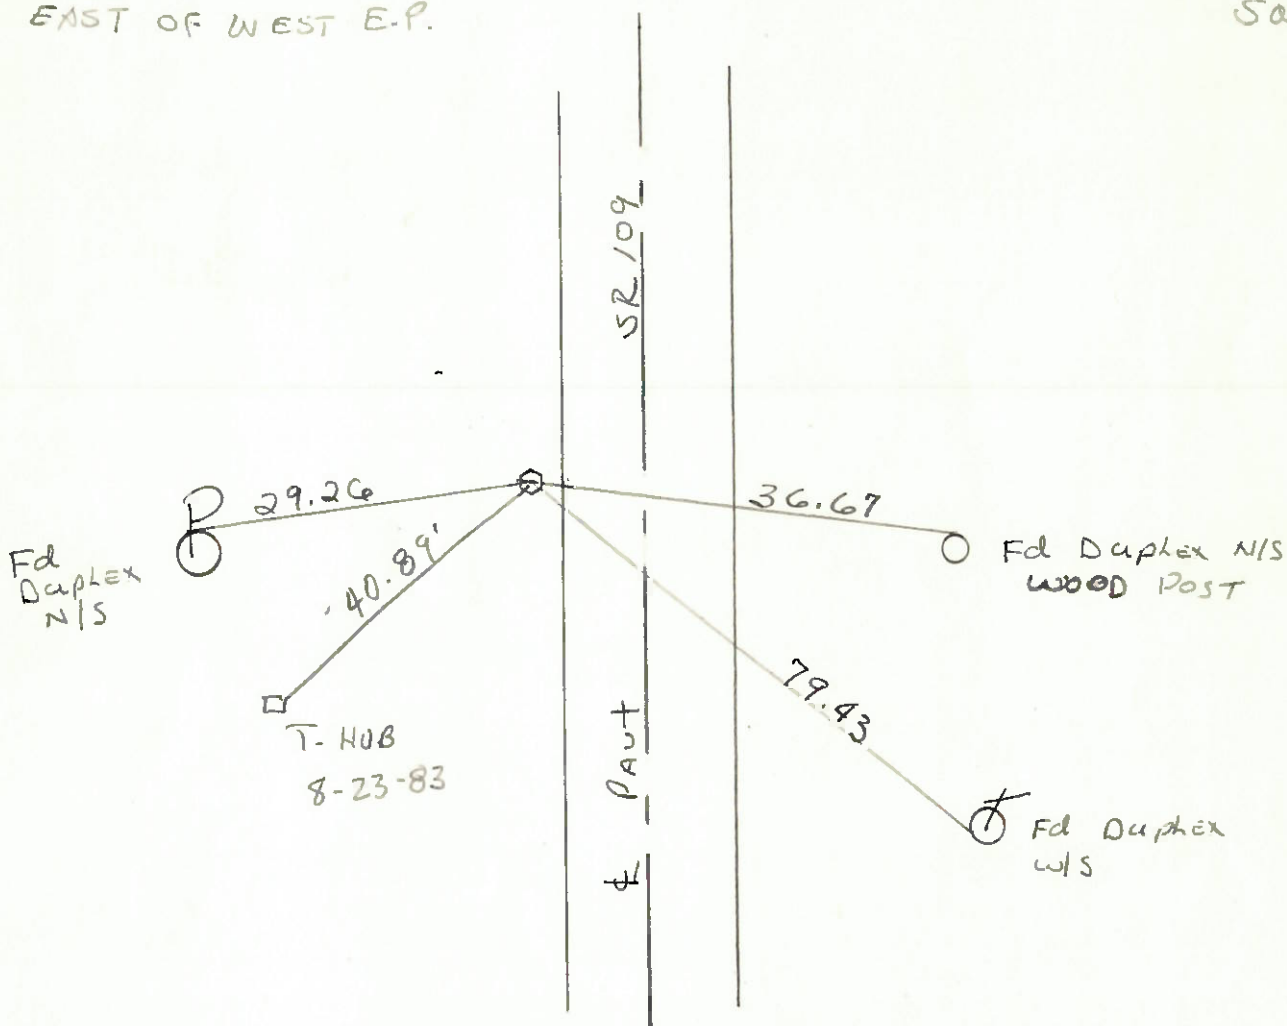 EAST OF WEST E.P.
SR 109
P 29.26
36.67
Fd
Duplex
N/S
40.89'
Fd Duplex N/S
WOOD POST
79.43
T-HUB
8-23-83
℄ PAvt
T
Fd Duplex
W/S